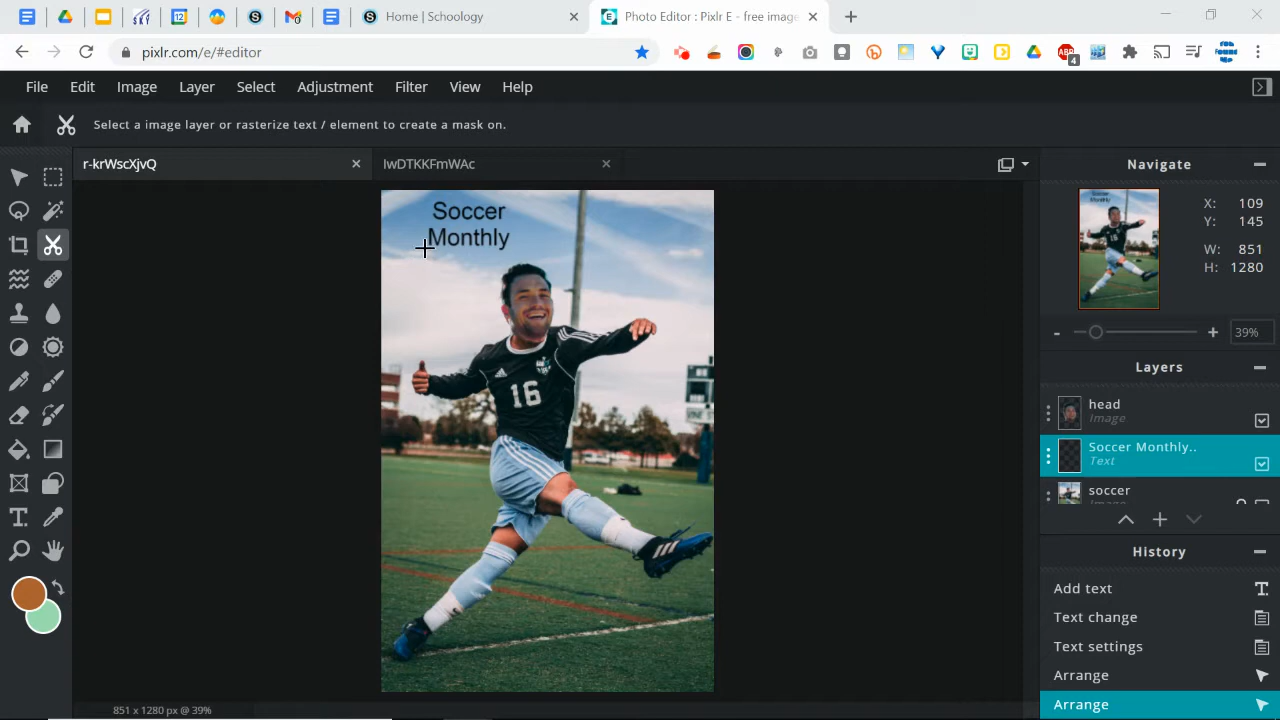 Home | Schoology
Photo Editor : Pixlr E - free image
pixlr.com/e/#editor
ABP
4
File Edit Image Layer Select Adjustment Filter View Help
Select a image layer or rasterize text / element to create a mask on.
r-krWscXjvQ
IwDTKKFmWAc
Navigate
Soccer
Monthly
16
X: 109
Y: 145
W: 851
H: 1280
39%
Layers
head
Image
Soccer Monthly..
Text
soccer
Image
History
Add text
Text change
Text settings
Arrange
Arrange
851 x 1280 px @ 39%